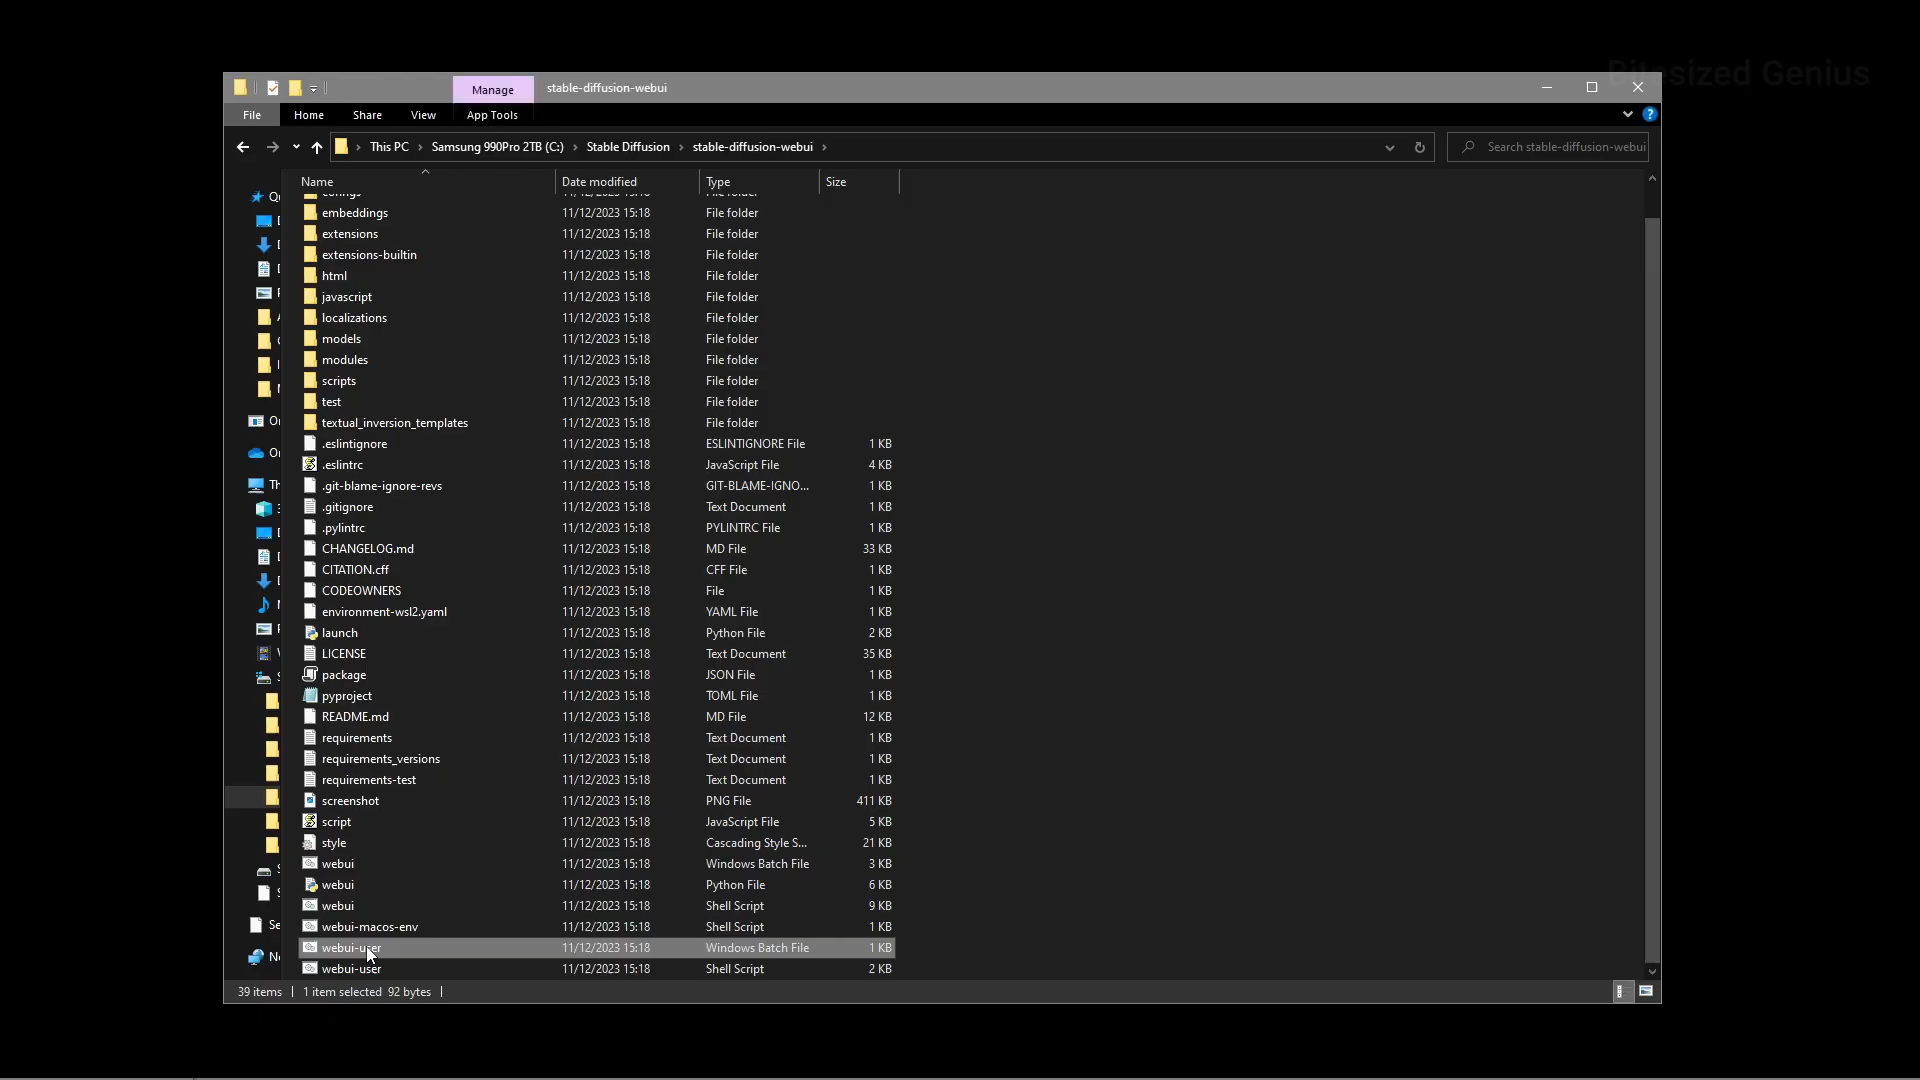 Bitesized Genius
Manage
stable-diffusion-webui
File Home Share View App Tools
This PC Samsung 990Pro 2TB (C:) Stable Diffusion stable-diffusion-webui
Search stable-diffusion-webui
Name Date modified Type Size
embeddings 11/12/2023 15:18 File folder
extensions 11/12/2023 15:18 File folder
extensions-builtin 11/12/2023 15:18 File folder
html 11/12/2023 15:18 File folder
javascript 11/12/2023 15:18 File folder
localizations 11/12/2023 15:18 File folder
models 11/12/2023 15:18 File folder
modules 11/12/2023 15:18 File folder
scripts 11/12/2023 15:18 File folder
test 11/12/2023 15:18 File folder
textual_inversion_templates 11/12/2023 15:18 File folder
.eslintignore 11/12/2023 15:18 ESLINTIGNORE File 1 KB
.eslintrc 11/12/2023 15:18 JavaScript File 4 KB
.git-blame-ignore-revs 11/12/2023 15:18 GIT-BLAME-IGNO... 1 KB
.gitignore 11/12/2023 15:18 Text Document 1 KB
.pylintrc 11/12/2023 15:18 PYLINTRC File 1 KB
CHANGELOG.md 11/12/2023 15:18 MD File 33 KB
CITATION.cff 11/12/2023 15:18 CFF File 1 KB
CODEOWNERS 11/12/2023 15:18 File 1 KB
environment-wsl2.yaml 11/12/2023 15:18 YAML File 1 KB
launch 11/12/2023 15:18 Python File 2 KB
LICENSE 11/12/2023 15:18 Text Document 35 KB
package 11/12/2023 15:18 JSON File 1 KB
pyproject 11/12/2023 15:18 TOML File 1 KB
README.md 11/12/2023 15:18 MD File 12 KB
requirements 11/12/2023 15:18 Text Document 1 KB
requirements_versions 11/12/2023 15:18 Text Document 1 KB
requirements-test 11/12/2023 15:18 Text Document 1 KB
screenshot 11/12/2023 15:18 PNG File 411 KB
script 11/12/2023 15:18 JavaScript File 5 KB
style 11/12/2023 15:18 Cascading Style S... 21 KB
webui 11/12/2023 15:18 Windows Batch File 3 KB
webui 11/12/2023 15:18 Python File 6 KB
webui 11/12/2023 15:18 Shell Script 9 KB
webui-macos-env 11/12/2023 15:18 Shell Script 1 KB
webui-user 11/12/2023 15:18 Windows Batch File 1 KB
webui-user 11/12/2023 15:18 Shell Script 2 KB
39 items 1 item selected 92 bytes